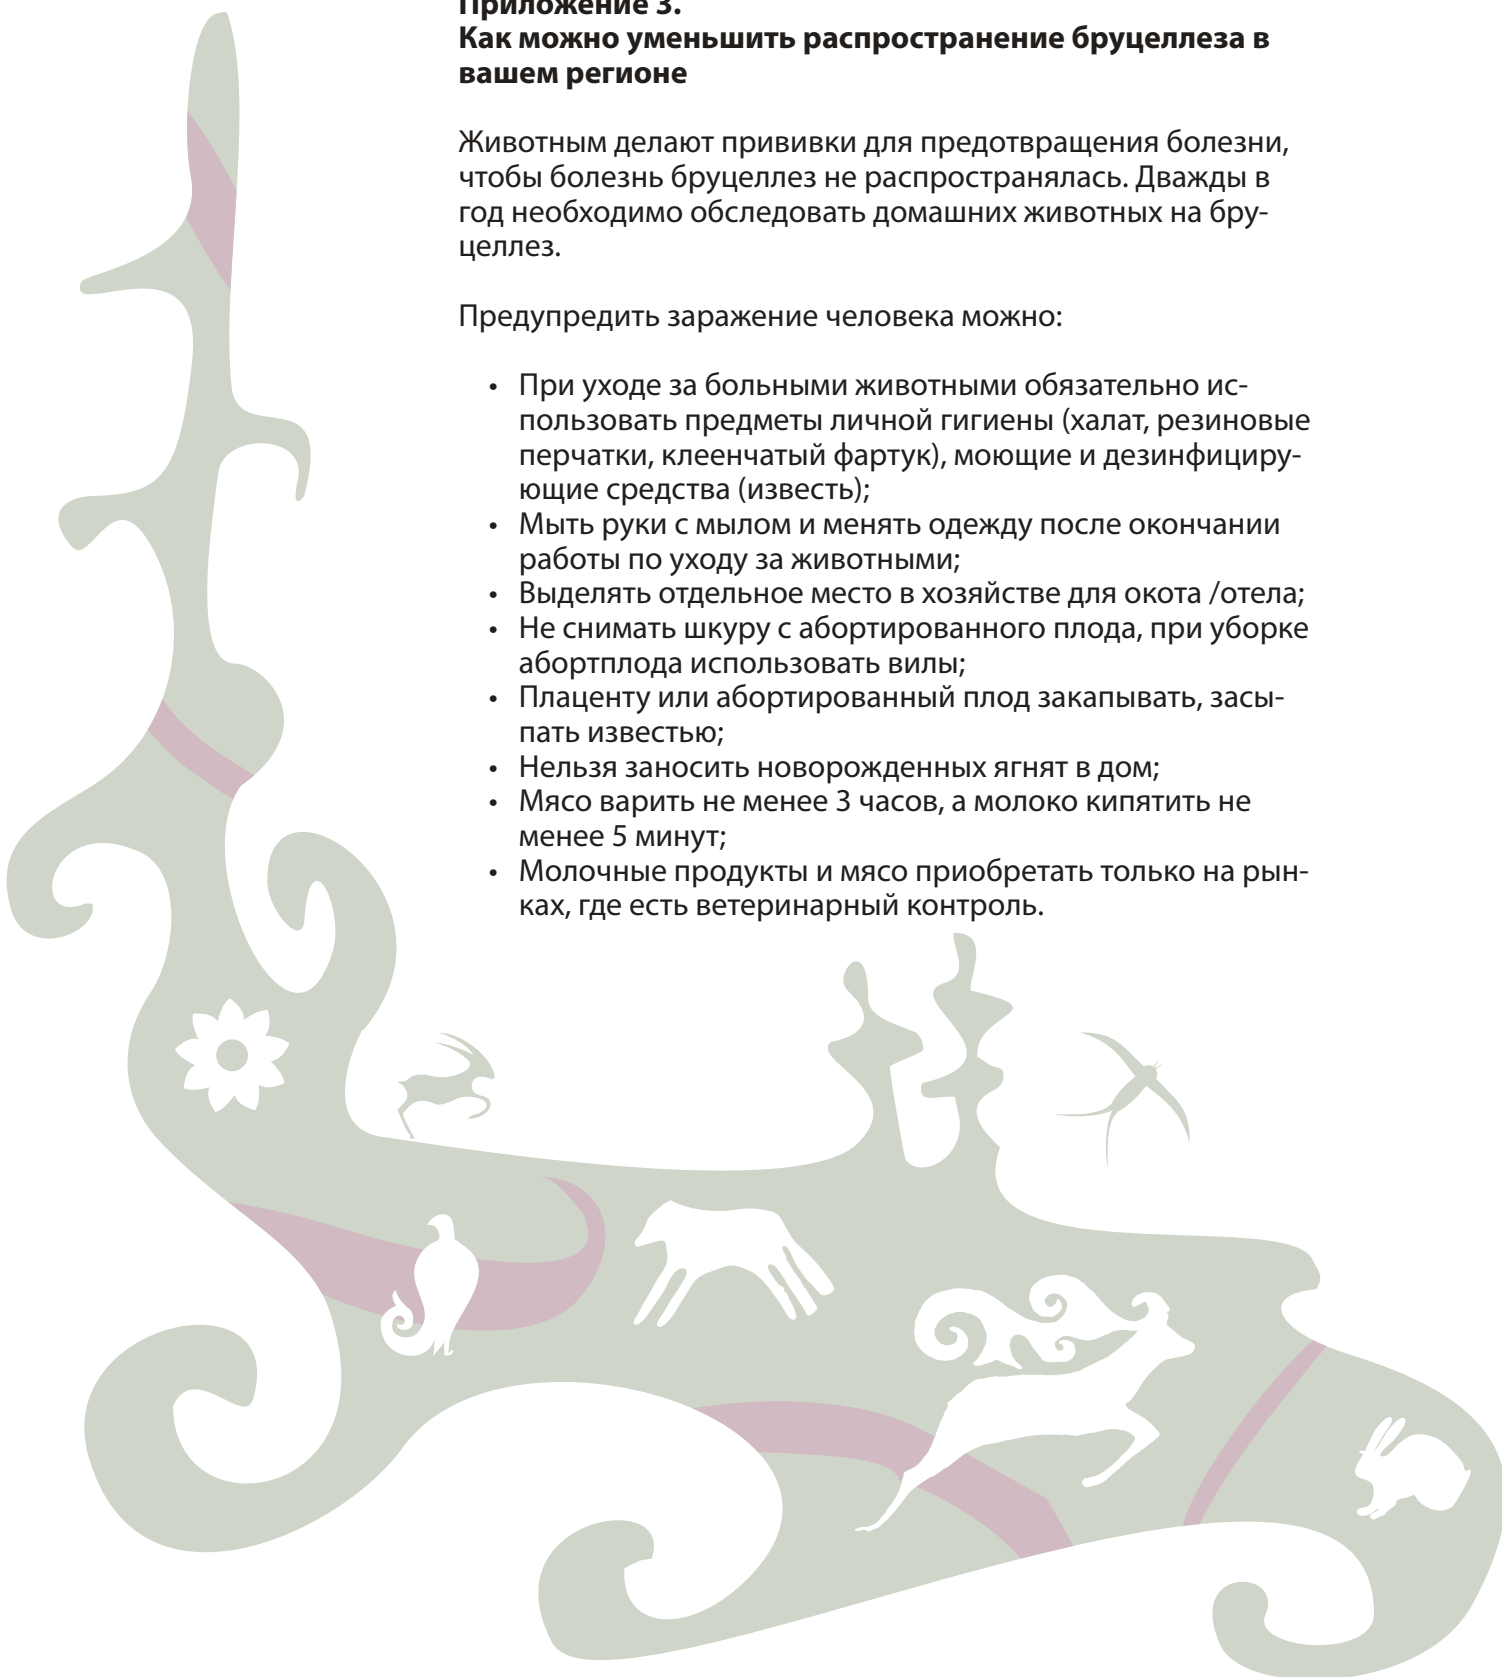 Приложение 3.
Как можно уменьшить распространение бруцеллеза в
вашем регионе
Животным делают прививки для предотвращения болезни,
чтобы болезнь бруцеллез не распространялась. Дважды в
год необходимо обследовать домашних животных на бру-
целлез.
Предупредить заражение человека можно:
• При уходе за больными животными обязательно ис-
пользовать предметы личной гигиены (халат, резиновые
перчатки, клеенчатый фартук), моющие и дезинфициру-
ющие средства (известь);
• Мыть руки с мылом и менять одежду после окончании
работы по уходу за животными;
• Выделять отдельное место в хозяйстве для окота /отела;
• Не снимать шкуру с абортированного плода, при уборке
абортплода использовать вилы;
• Плаценту или абортированный плод закапывать, засы-
пать известью;
• Нельзя заносить новорожденных ягнят в дом;
• Мясо варить не менее 3 часов, а молоко кипятить не
менее 5 минут;
• Молочные продукты и мясо приобретать только на рын-
ках, где есть ветеринарный контроль.